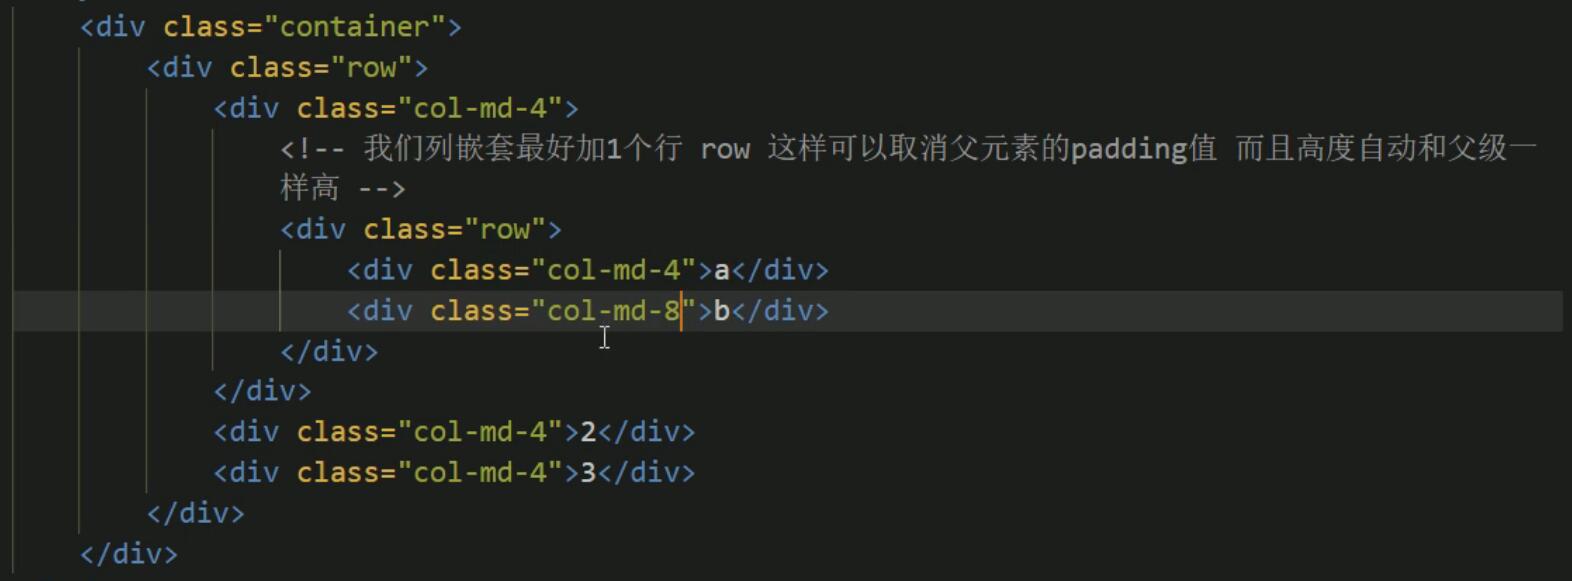 <div class="container">
<div class="row">
<div class="col-md-4">
<!-- 我们列嵌套最好加1个行 row 这样可以取消父元素的padding值 而且高度自动和父级一
样高 -->
<div class="row">
<div class="col-md-4">a</div>
<div class="col-md-8">b</div>
</div>
</div>
<div class="col-md-4">2</div>
<div class="col-md-4">3</div>
</div>
</div>